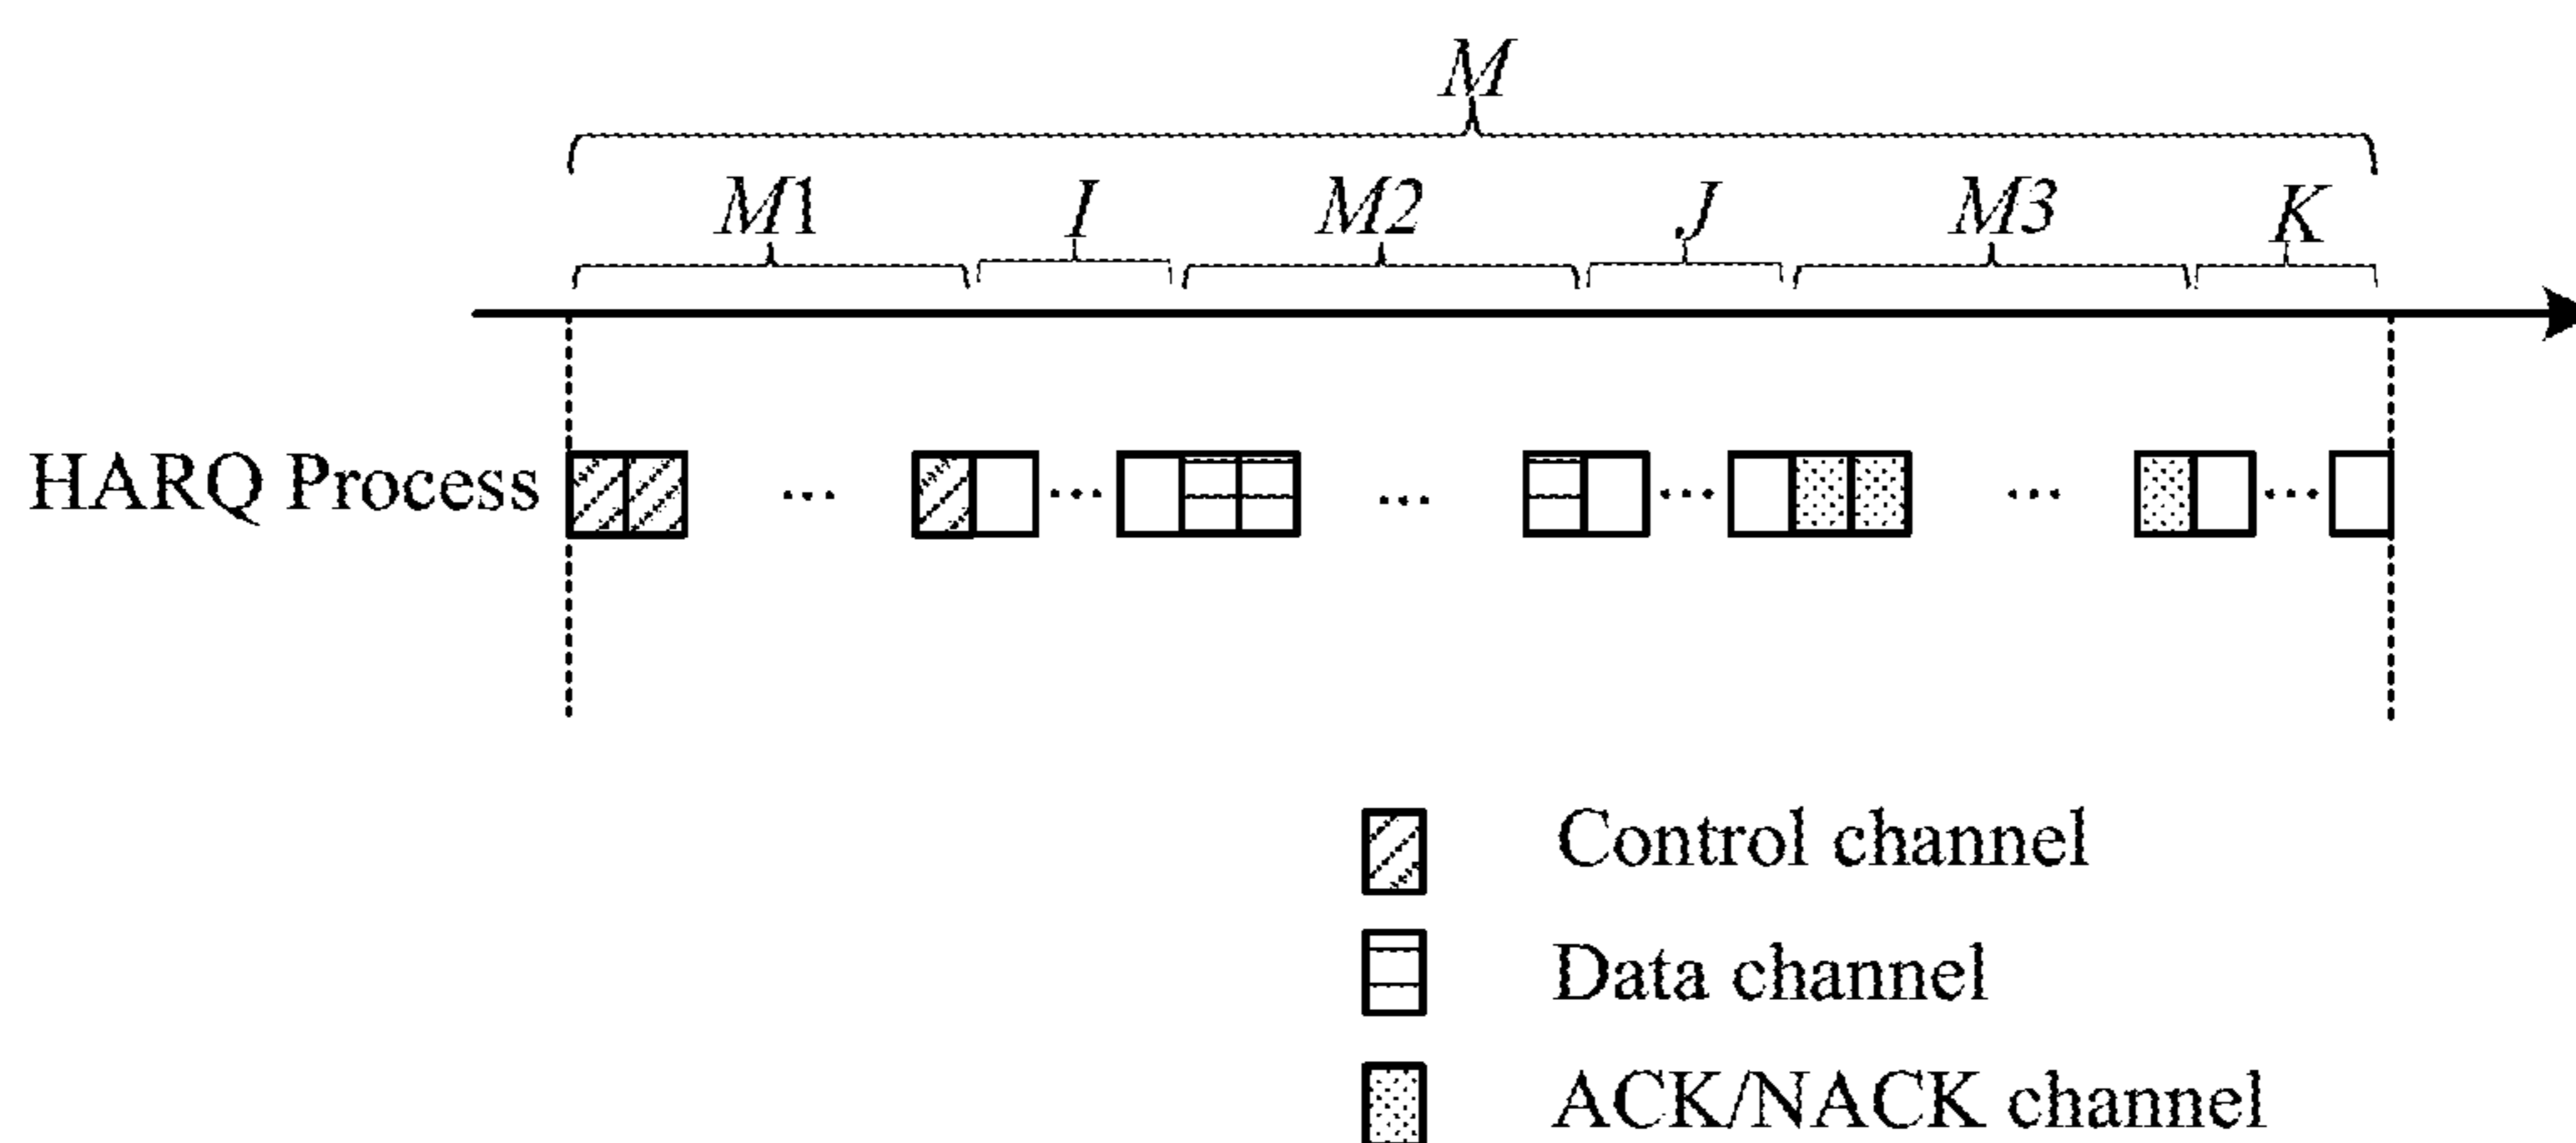 M
M1 I M2 J M3 K
HARQ Process
... ... ... ... ... ...
Control channel
Data channel
ACK/NACK channel